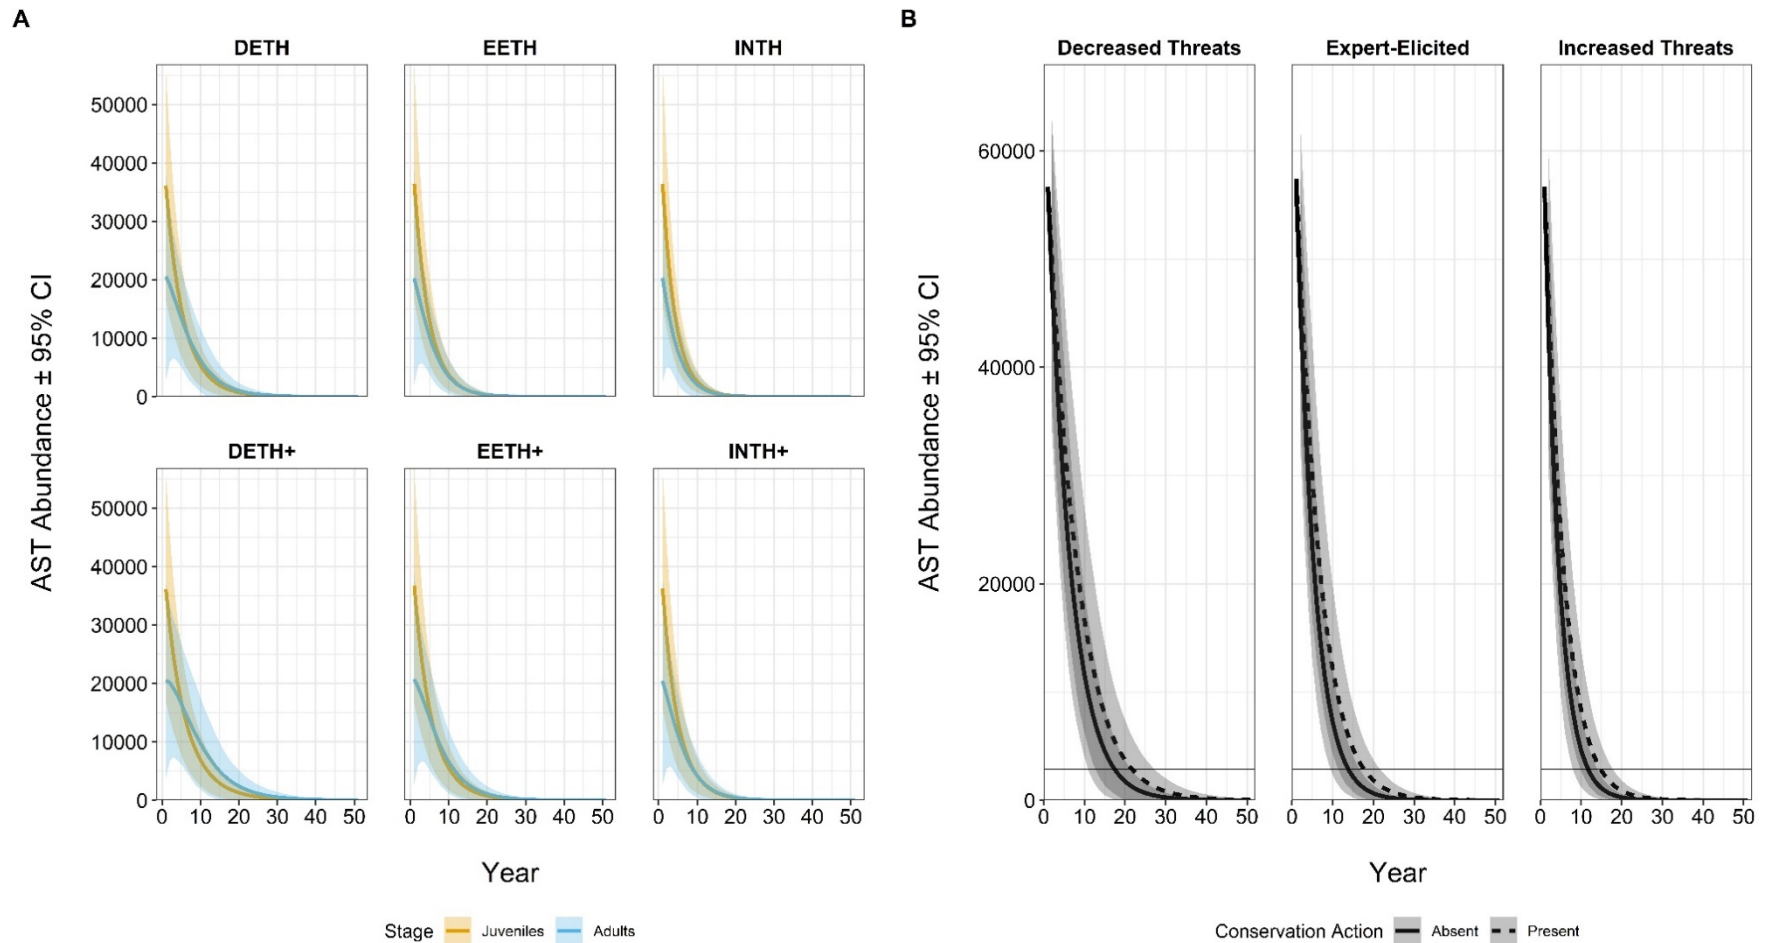 A
DETH EETH INTH
AST Abundance ± 95% CI
50000
40000
30000
20000
10000
0
DETH+ EETH+ INTH+
50000
40000
30000
20000
10000
0
0 10 20 30 40 50 0 10 20 30 40 50 0 10 20 30 40 50
Year
Stage Juveniles Adults
B
Decreased Threats Expert-Elicited Increased Threats
AST Abundance ± 95% CI
60000
40000
20000
0
0 10 20 30 40 50 0 10 20 30 40 50 0 10 20 30 40 50
Year
Conservation Action Absent Present